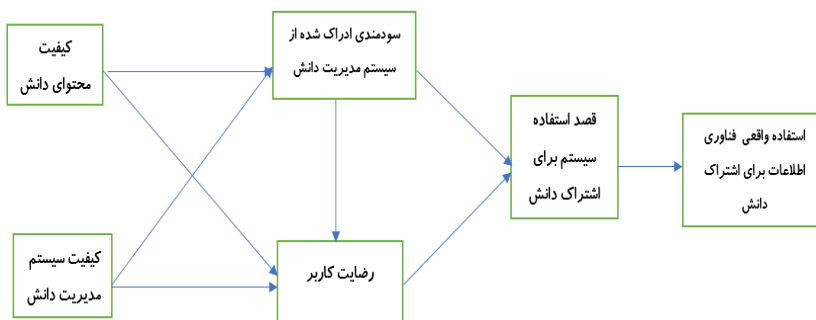 کیفیت
محتوای دانش
سودمندی ادراک شده از
سیستم مدیریت دانش
قصد استفاده
سیستم برای
اشتراک دانش
استفاده واقعی فناوری
اطلاعات برای اشتراک
دانش
کیفیت سیستم
مدیریت دانش
رضایت کاربر